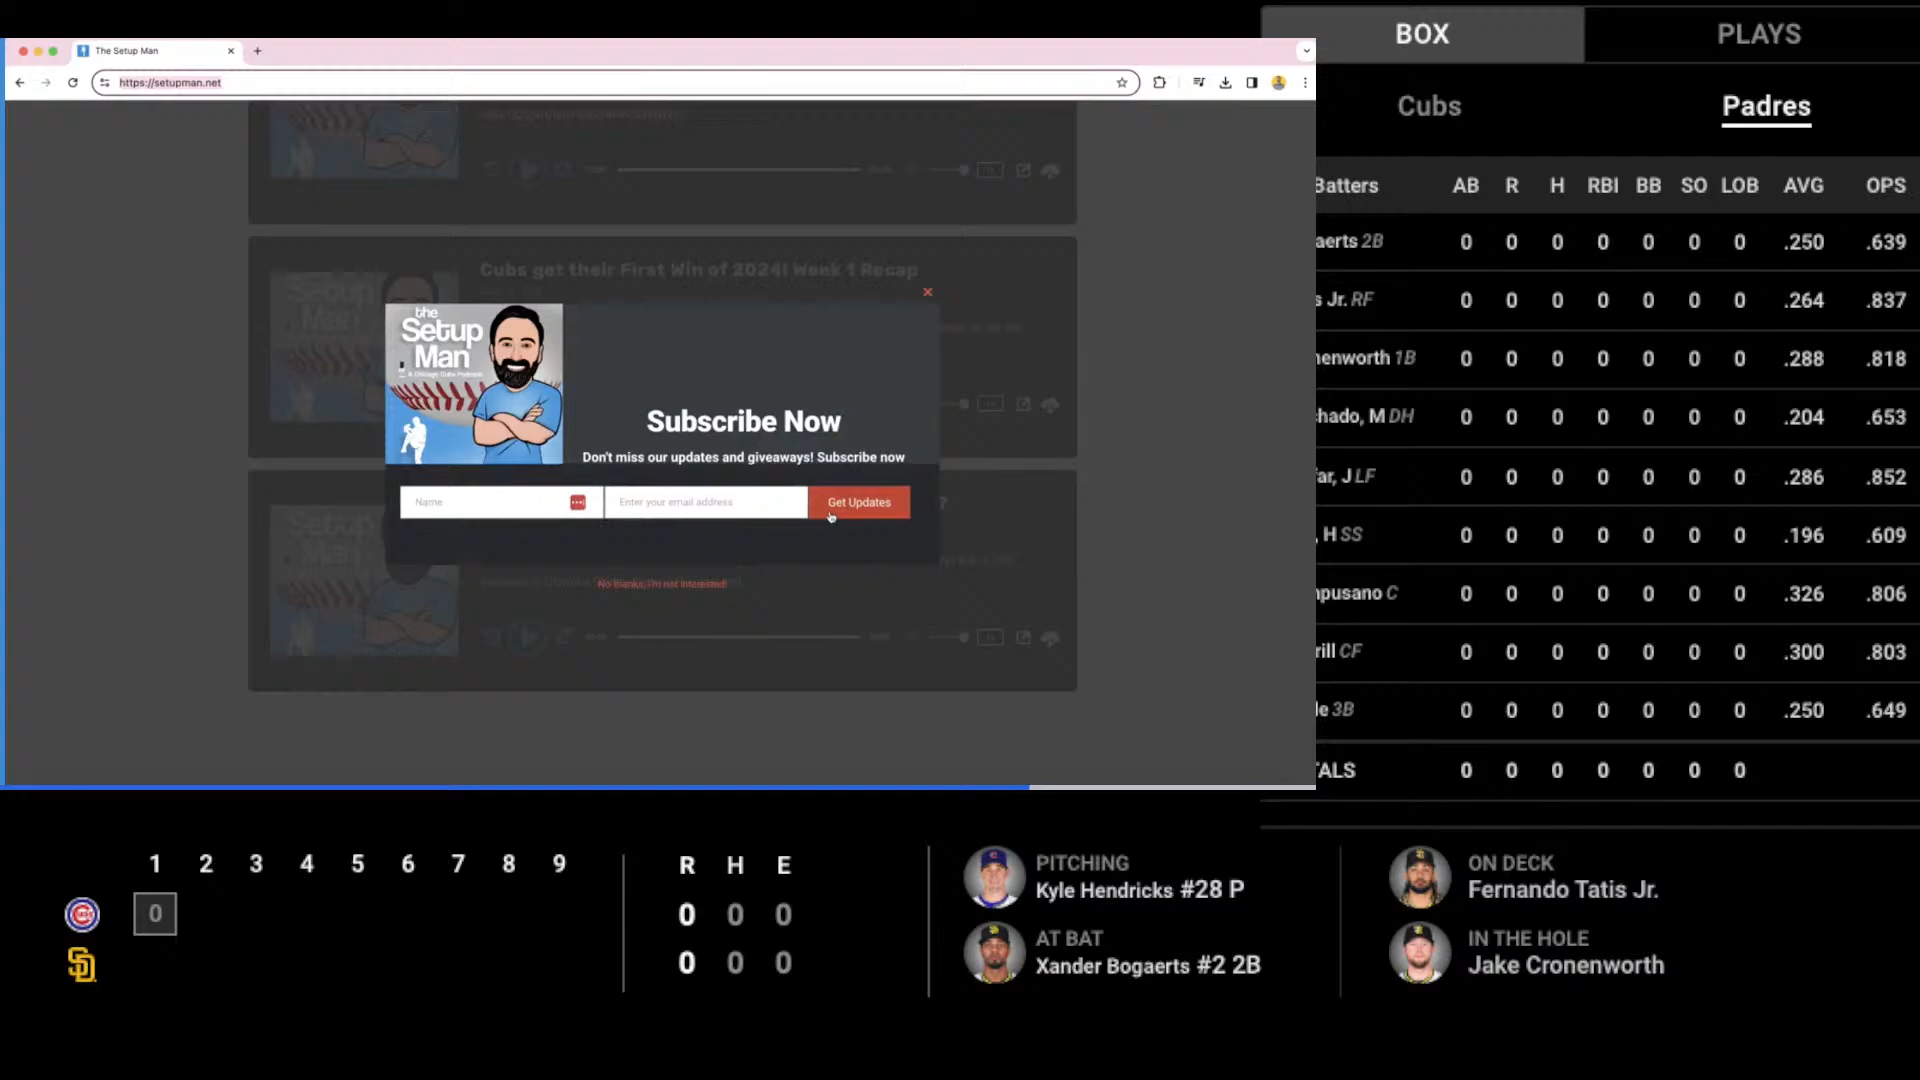 The Setup Man
https://setupman.net
Cubs get their First Win of 2024! Week 1 Recap
the
Setup
Man
A Chicago Cubs Podcast
Subscribe Now
Don't miss our updates and giveaways! Subscribe now
Name
Enter your email address
Get Updates
No thanks, I'm not interested!
BOX PLAYS
Cubs Padres
Batters AB R H RBI BB SO LOB AVG OPS
aerts 2B 0 0 0 0 0 0 0 .250 .639
s Jr. RF 0 0 0 0 0 0 0 .264 .837
nenworth 1B 0 0 0 0 0 0 0 .288 .818
chado, M DH 0 0 0 0 0 0 0 .204 .653
far, J LF 0 0 0 0 0 0 0 .286 .852
, H SS 0 0 0 0 0 0 0 .196 .609
mpusano C 0 0 0 0 0 0 0 .326 .806
rill CF 0 0 0 0 0 0 0 .300 .803
de 3B 0 0 0 0 0 0 0 .250 .649
TALS 0 0 0 0 0 0 0
1 2 3 4 5 6 7 8 9 R H E
0 0 0 0
0 0 0
PITCHING
Kyle Hendricks #28 P
AT BAT
Xander Bogaerts #2 2B
ON DECK
Fernando Tatis Jr.
IN THE HOLE
Jake Cronenworth